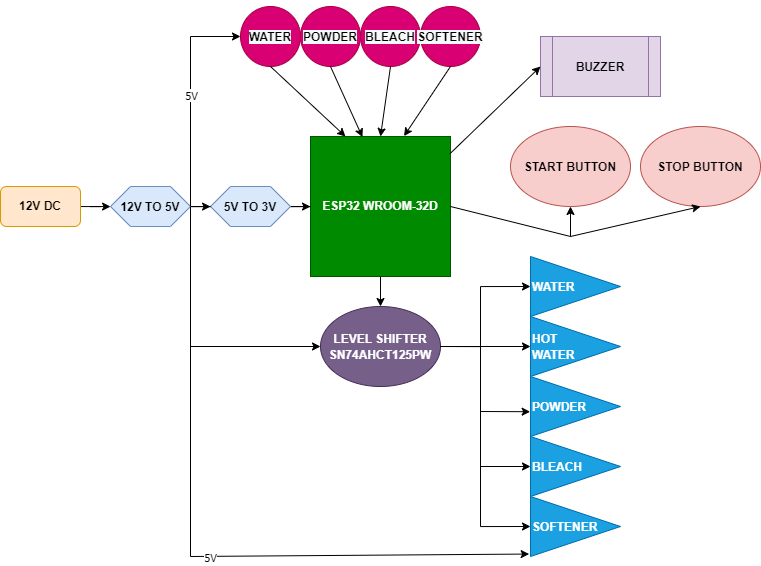 WATER
POWDER
BLEACH
SOFTENER
BUZZER
5V
START BUTTON
STOP BUTTON
12V DC
12V TO 5V
5V TO 3V
ESP32 WROOM-32D
WATER
LEVEL SHIFTER
SN74AHCT125PW
HOT
WATER
POWDER
BLEACH
SOFTENER
5V